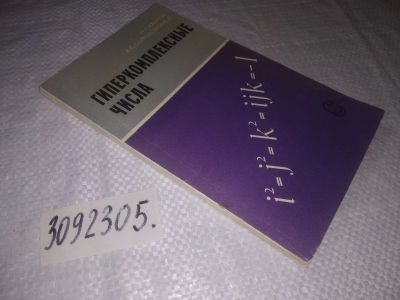 ГИПЕРКОМПЛЕКСНЫЕ
ЧИСЛА
i² = j² = k² = ijk = -1
3092305.